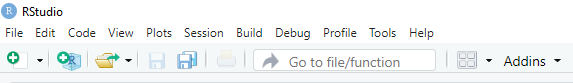 R RStudio
File Edit Code View Plots Session Build Debug Profile Tools Help
R Go to file/function Addins